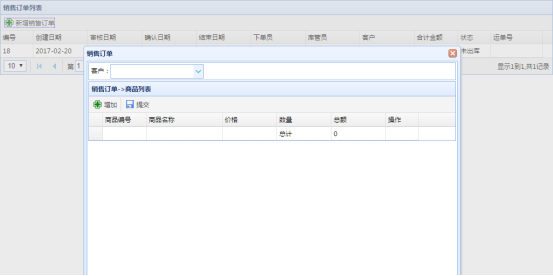 销售订单列表
新增销售订单
编号 创建日期 审核日期 确认日期 结束日期 下单员 库管员 客户 合计金额 状态 运单号
18 2017-02-20 未出库
10 第 1 显示1到1,共1记录
销售订单
客户：
销售订单->商品列表
增加 提交
商品编号 商品名称 价格 数量 总额 操作
总计 0